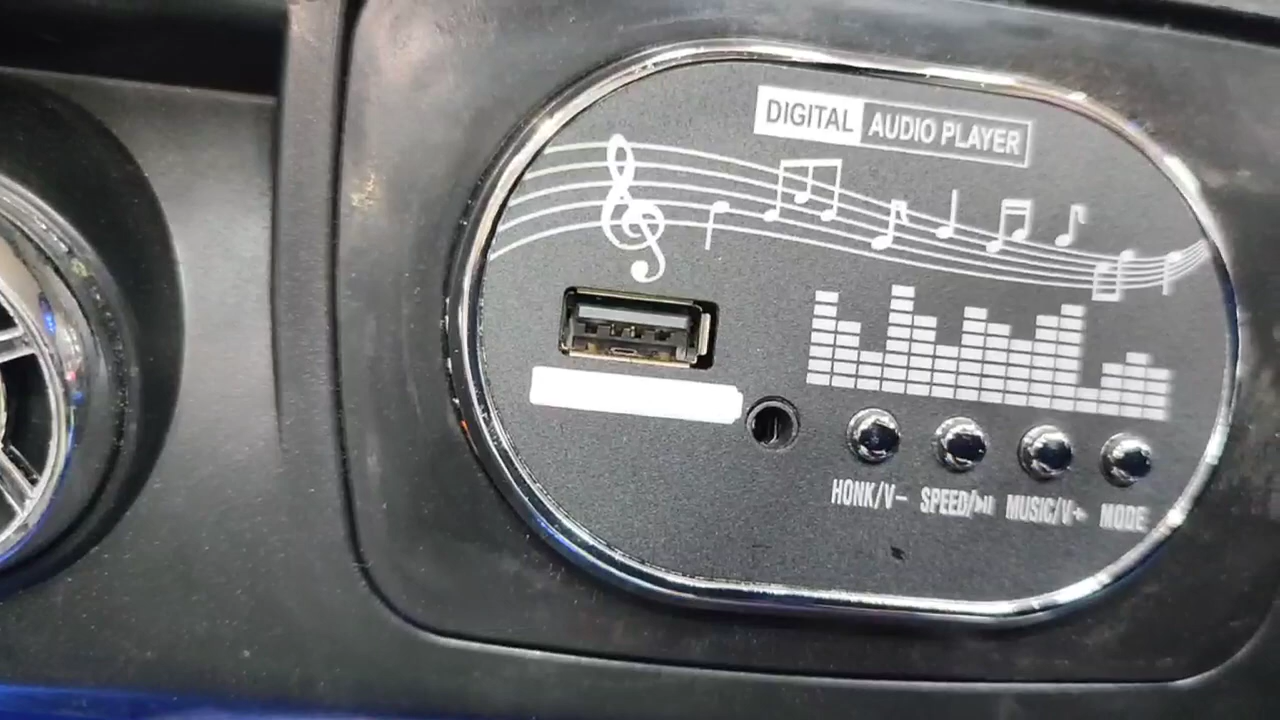 DIGITAL AUDIO PLAYER
HONK/V- SPEED/⏯ MUSIC/V+ MODE